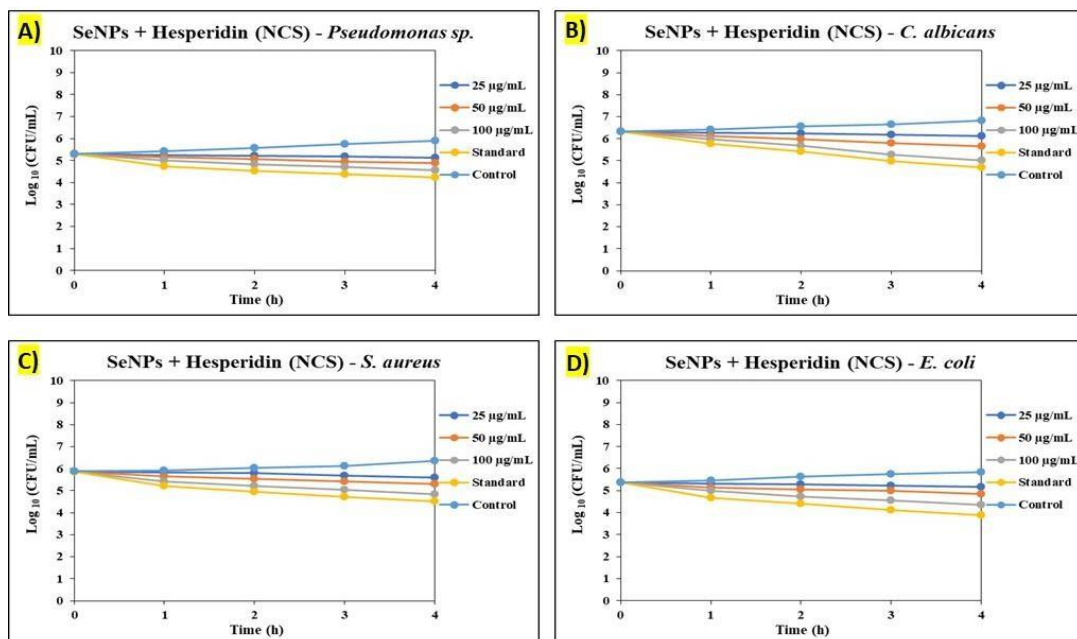 A)
SeNPs + Hesperidin (NCS) - Pseudomonas sp.
Log 10 (CFU/mL)
10
9
8
7
6
5
4
3
2
1
0
0 1 2 3 4
Time (h)
25 µg/mL
50 µg/mL
100 µg/mL
Standard
Control
B)
SeNPs + Hesperidin (NCS) - C. albicans
Log 10 (CFU/mL)
10
9
8
7
6
5
4
3
2
1
0
0 1 2 3 4
Time (h)
25 µg/mL
50 µg/mL
100 µg/mL
Standard
Control
C)
SeNPs + Hesperidin (NCS) - S. aureus
Log 10 (CFU/mL)
10
9
8
7
6
5
4
3
2
1
0
0 1 2 3 4
Time (h)
25 µg/mL
50 µg/mL
100 µg/mL
Standard
Control
D)
SeNPs + Hesperidin (NCS) - E. coli
Log 10 (CFU/mL)
10
9
8
7
6
5
4
3
2
1
0
0 1 2 3 4
Time (h)
25 µg/mL
50 µg/mL
100 µg/mL
Standard
Control